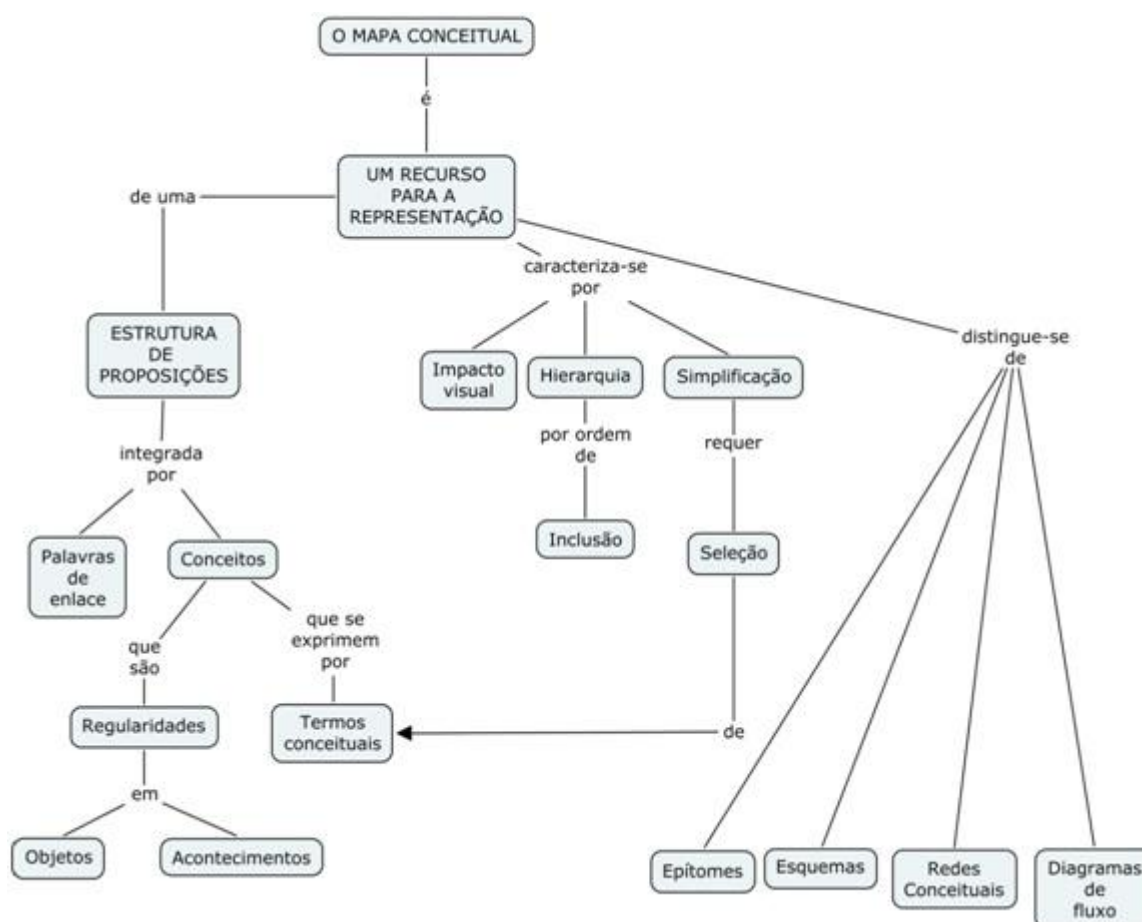 O MAPA CONCEITUAL
é
UM RECURSO
PARA A
REPRESENTAÇÃO
de uma
caracteriza-se
por
distingue-se
de
ESTRUTURA
DE
PROPOSIÇÕES
Impacto
visual
Hierarquia
Simplificação
integrada
por
por ordem
de
requer
Palavras
de
enlace
Conceitos
Inclusão
Seleção
que
são
que se
exprimem
por
Regularidades
Termos
conceituais
de
em
Objetos
Acontecimentos
Epítomes
Esquemas
Redes
Conceituais
Diagramas
de
fluxo